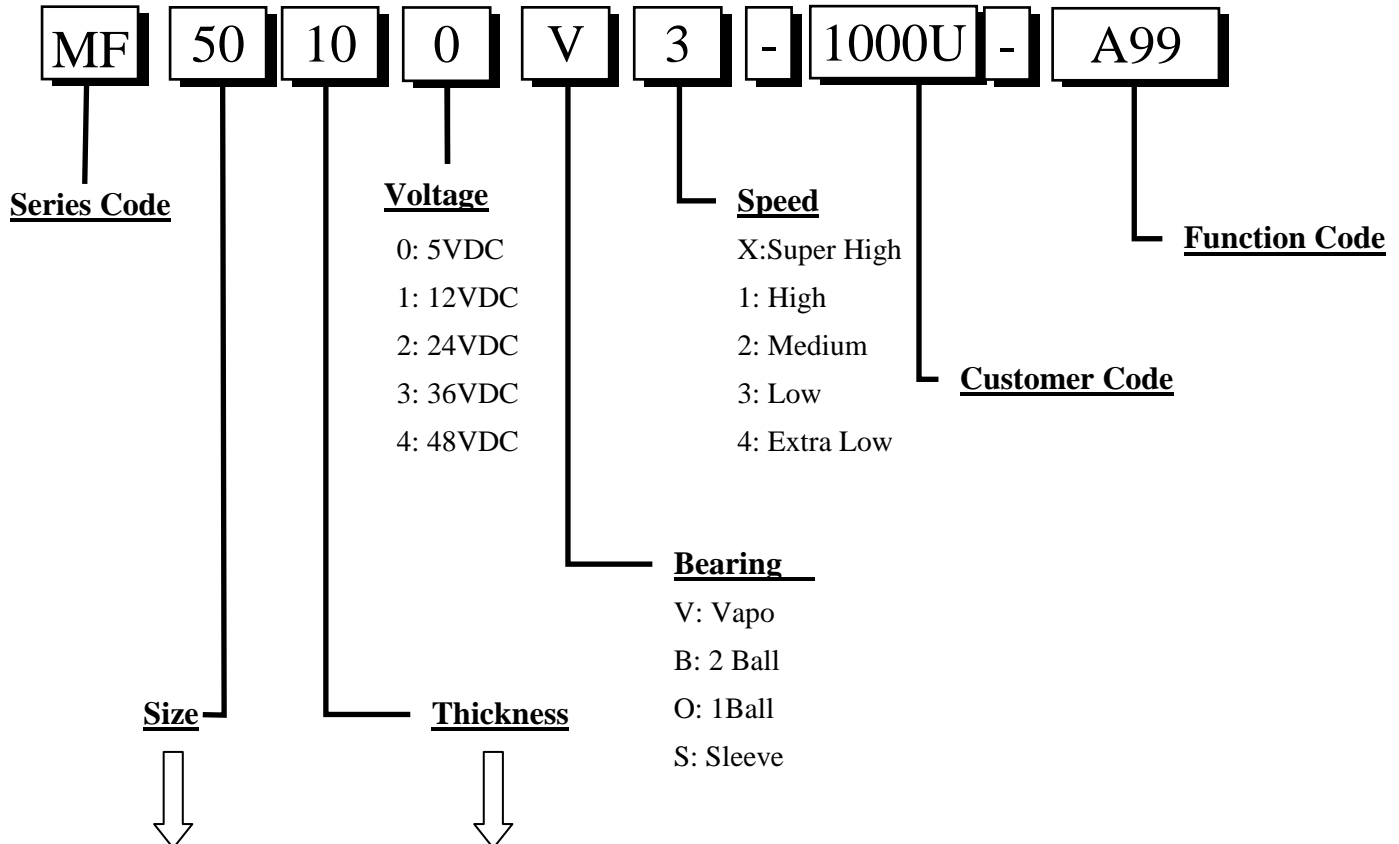 MF 50 10 0 V 3 - 1000U - A99
Series Code
Voltage
0: 5VDC
1: 12VDC
2: 24VDC
3: 36VDC
4: 48VDC
Speed
X:Super High
1: High
2: Medium
3: Low
4: Extra Low
Function Code
Customer Code
Bearing
V: Vapo
B: 2 Ball
O: 1Ball
S: Sleeve
Size
Thickness